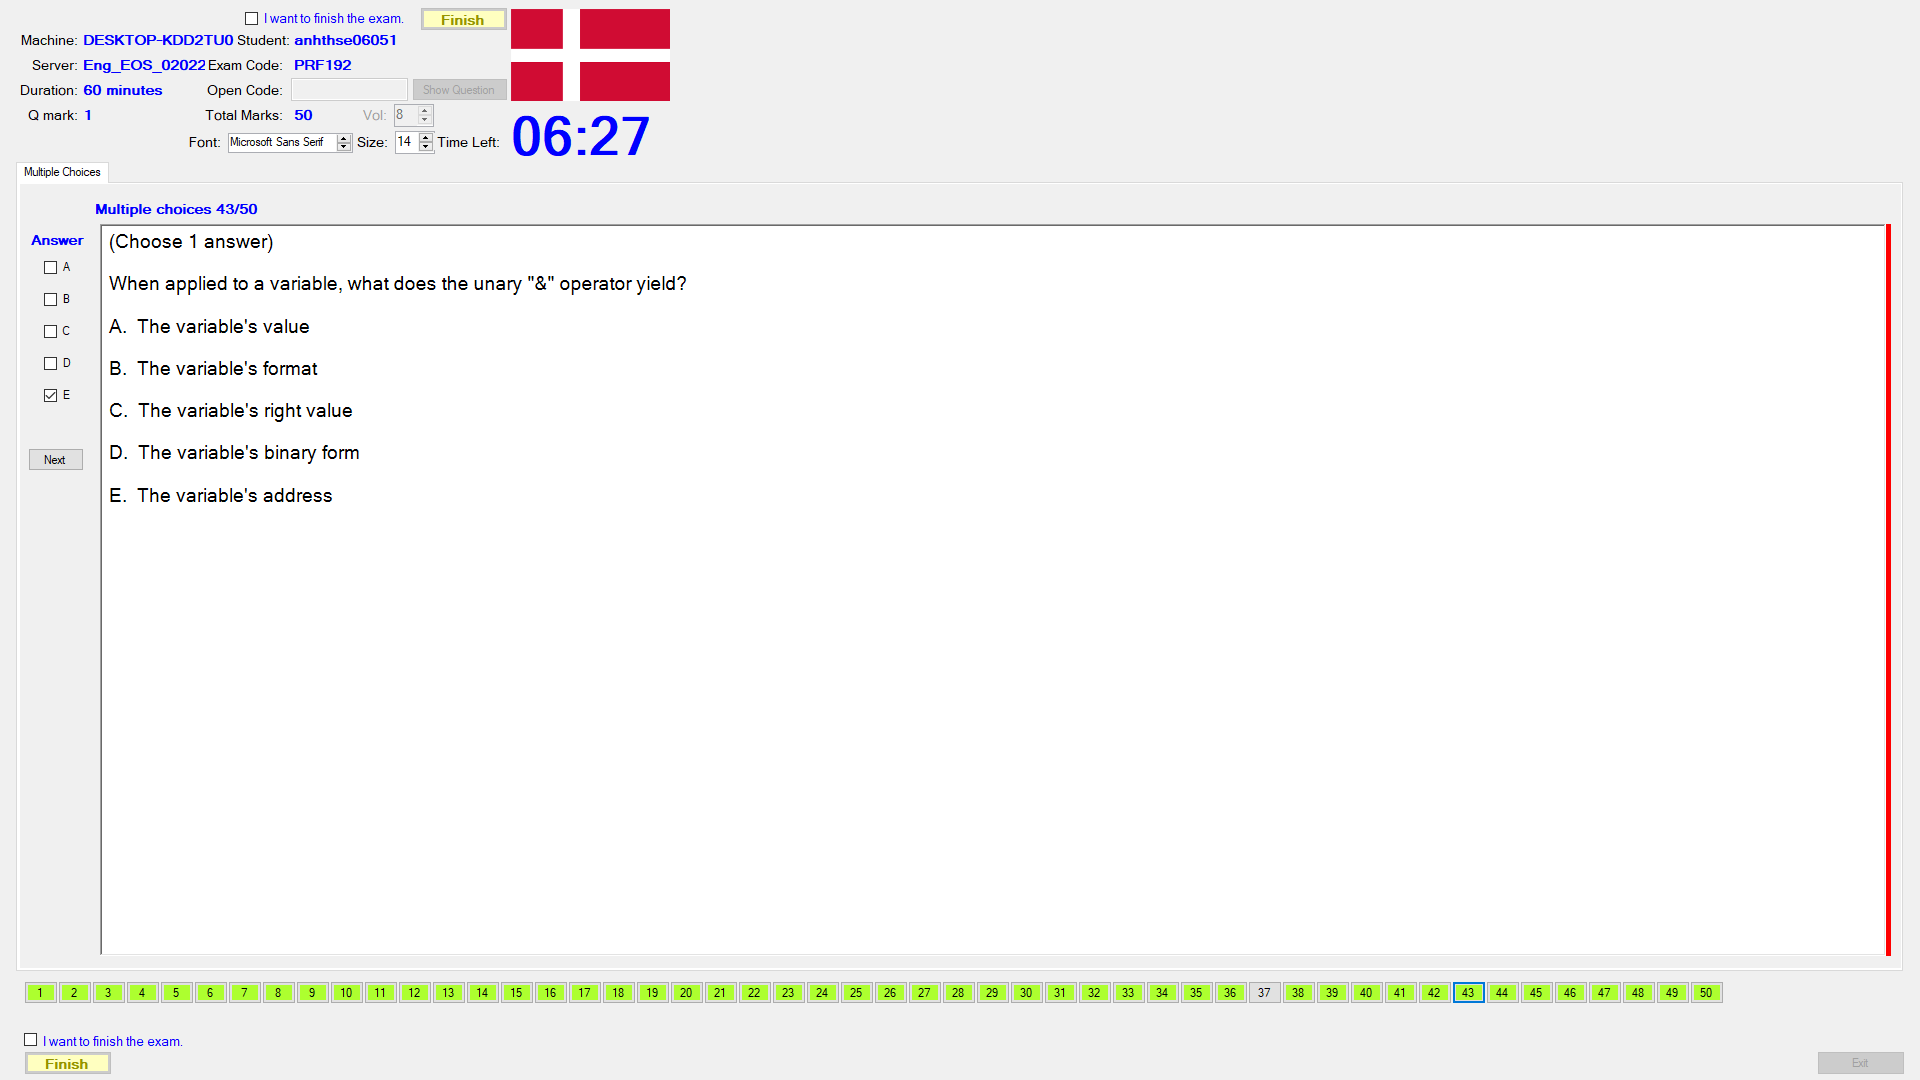 I want to finish the exam.
Finish
Machine: DESKTOP-KDD2TU0 Student: anhthse06051
Server: Eng_EOS_02022 Exam Code: PRF192
Duration: 60 minutes Open Code: Show Question
Q mark: 1 Total Marks: 50 Vol: 8
Font: Microsoft Sans Serif Size: 14 Time Left: 06:27
Multiple Choices
Multiple choices 43/50
Answer
A
B
C
D
E
Next
(Choose 1 answer)
When applied to a variable, what does the unary "&" operator yield?
A. The variable's value
B. The variable's format
C. The variable's right value
D. The variable's binary form
E. The variable's address
1 2 3 4 5 6 7 8 9 10 11 12 13 14 15 16 17 18 19 20 21 22 23 24 25 26 27 28 29 30 31 32 33 34 35 36 37 38 39 40 41 42 43 44 45 46 47 48 49 50
I want to finish the exam.
Finish
Exit